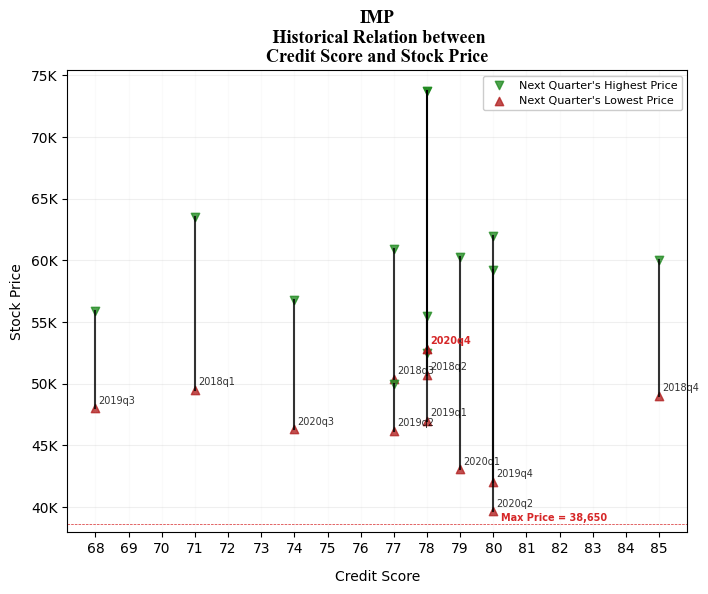 IMP
Historical Relation between
Credit Score and Stock Price
Next Quarter's Highest Price
Next Quarter's Lowest Price
Stock Price
75K
70K
65K
60K
55K
50K
45K
40K
2020q4
2018q3
2018q2
2018q1
2018q4
2019q3
2020q3
2019q2
2019q1
2020q1
2019q4
2020q2
Max Price = 38,650
68 69 70 71 72 73 74 75 76 77 78 79 80 81 82 83 84 85
Credit Score